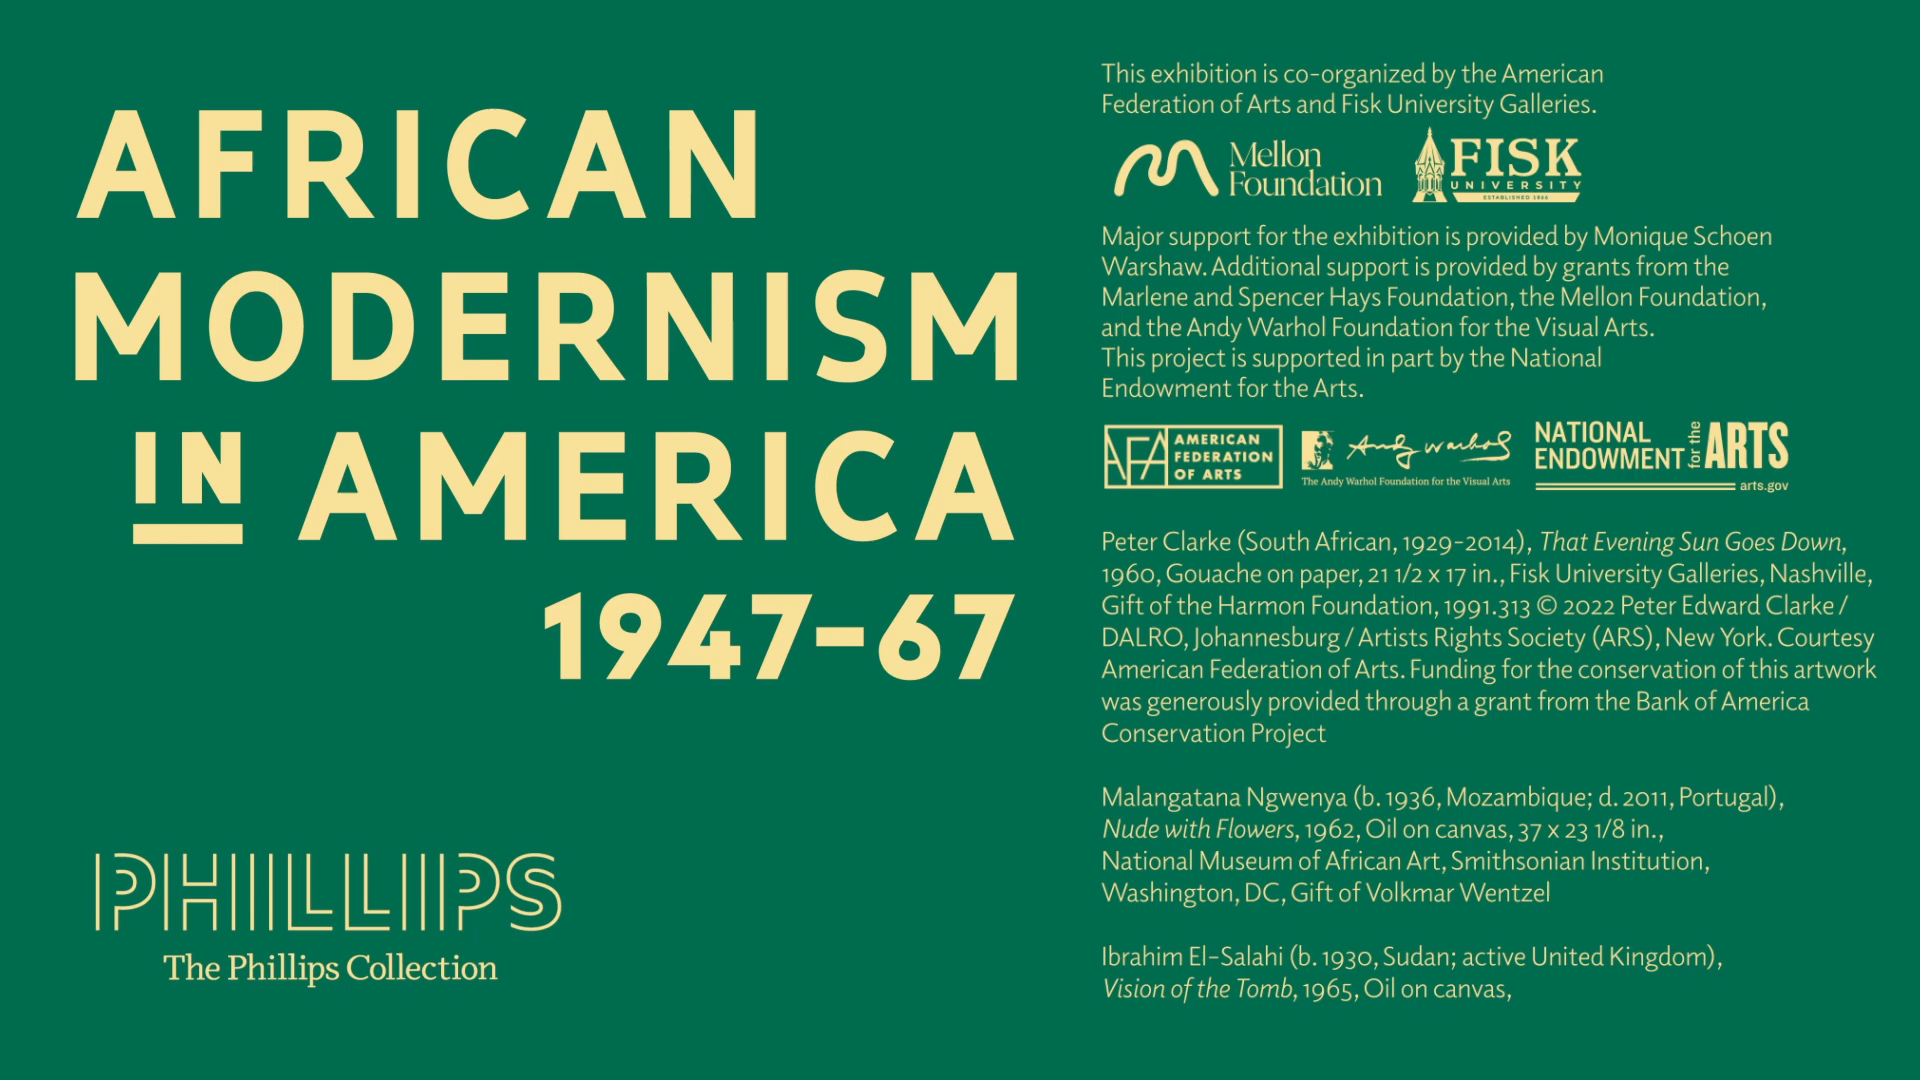 AFRICAN
MODERNISM
IN AMERICA
1947–67
PHILLIPS
The Phillips Collection
This exhibition is co-organized by the American
Federation of Arts and Fisk University Galleries.
Mellon
Foundation
FISK
UNIVERSITY
ESTABLISHED 1866
Major support for the exhibition is provided by Monique Schoen
Warshaw. Additional support is provided by grants from the
Marlene and Spencer Hays Foundation, the Mellon Foundation,
and the Andy Warhol Foundation for the Visual Arts.
This project is supported in part by the National
Endowment for the Arts.
AFA
AMERICAN
FEDERATION
OF ARTS
Andy Warhol
The Andy Warhol Foundation for the Visual Arts
NATIONAL
ENDOWMENT
for the
ARTS
arts.gov
Peter Clarke (South African, 1929–2014), That Evening Sun Goes Down,
1960, Gouache on paper, 21 1/2 x 17 in., Fisk University Galleries, Nashville,
Gift of the Harmon Foundation, 1991.313 © 2022 Peter Edward Clarke /
DALRO, Johannesburg / Artists Rights Society (ARS), New York. Courtesy
American Federation of Arts. Funding for the conservation of this artwork
was generously provided through a grant from the Bank of America
Conservation Project
Malangatana Ngwenya (b. 1936, Mozambique; d. 2011, Portugal),
Nude with Flowers, 1962, Oil on canvas, 37 x 23 1/8 in.,
National Museum of African Art, Smithsonian Institution,
Washington, DC, Gift of Volkmar Wentzel
Ibrahim El-Salahi (b. 1930, Sudan; active United Kingdom),
Vision of the Tomb, 1965, Oil on canvas,